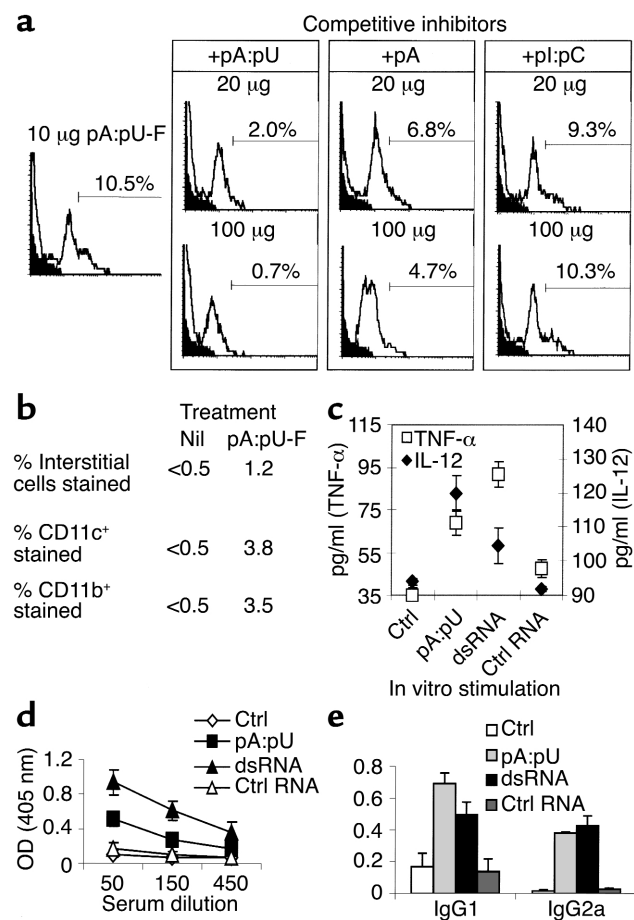 a
Competitive inhibitors
+pA:pU +pA +pI:pC
20 µg 20 µg 20 µg
10 µg pA:pU-F
2.0% 6.8% 9.3%
10.5%
100 µg 100 µg 100 µg
0.7% 4.7% 10.3%
b
Treatment
Nil pA:pU-F
% Interstitial
cells stained <0.5 1.2
% CD11c+
stained <0.5 3.8
% CD11b+
stained <0.5 3.5
c
pg/ml (TNF-α)
115
95
75
55
35
TNF-α
IL-12
140
130
120
110
100
90
pg/ml (IL-12)
Ctrl pA:pU dsRNA Ctrl RNA
In vitro stimulation
d
Ctrl
pA:pU
dsRNA
Ctrl RNA
OD (405 nm)
1.2
0.8
0.4
0
50 150 450
Serum dilution
e
Ctrl
pA:pU
dsRNA
Ctrl RNA
0.8
0.6
0.4
0.2
0
IgG1 IgG2a